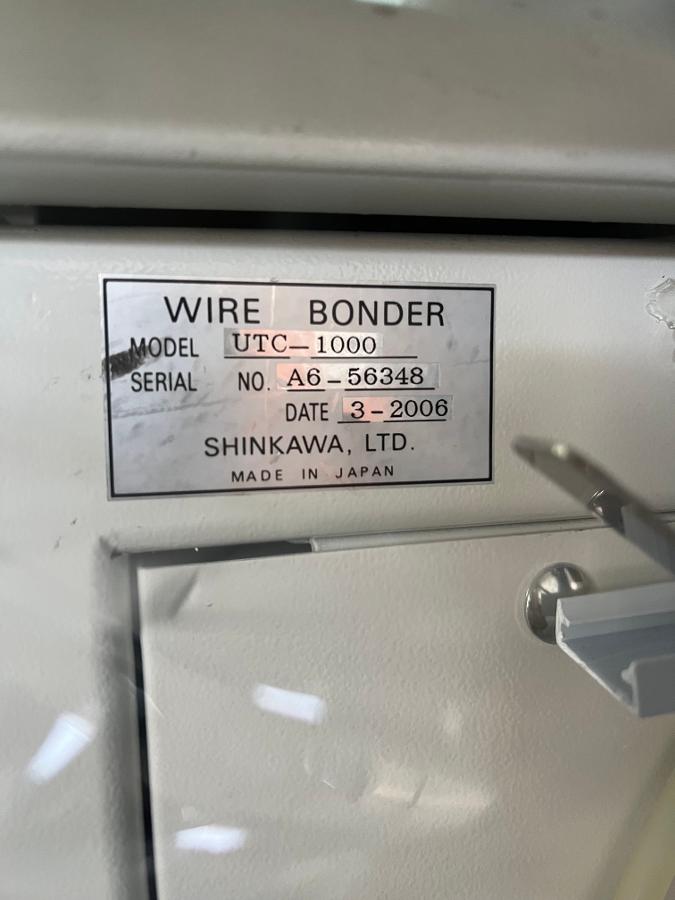 WIRE BONDER
MODEL UTC-1000
SERIAL NO. A6-56348
DATE 3-2006
SHINKAWA, LTD.
MADE IN JAPAN